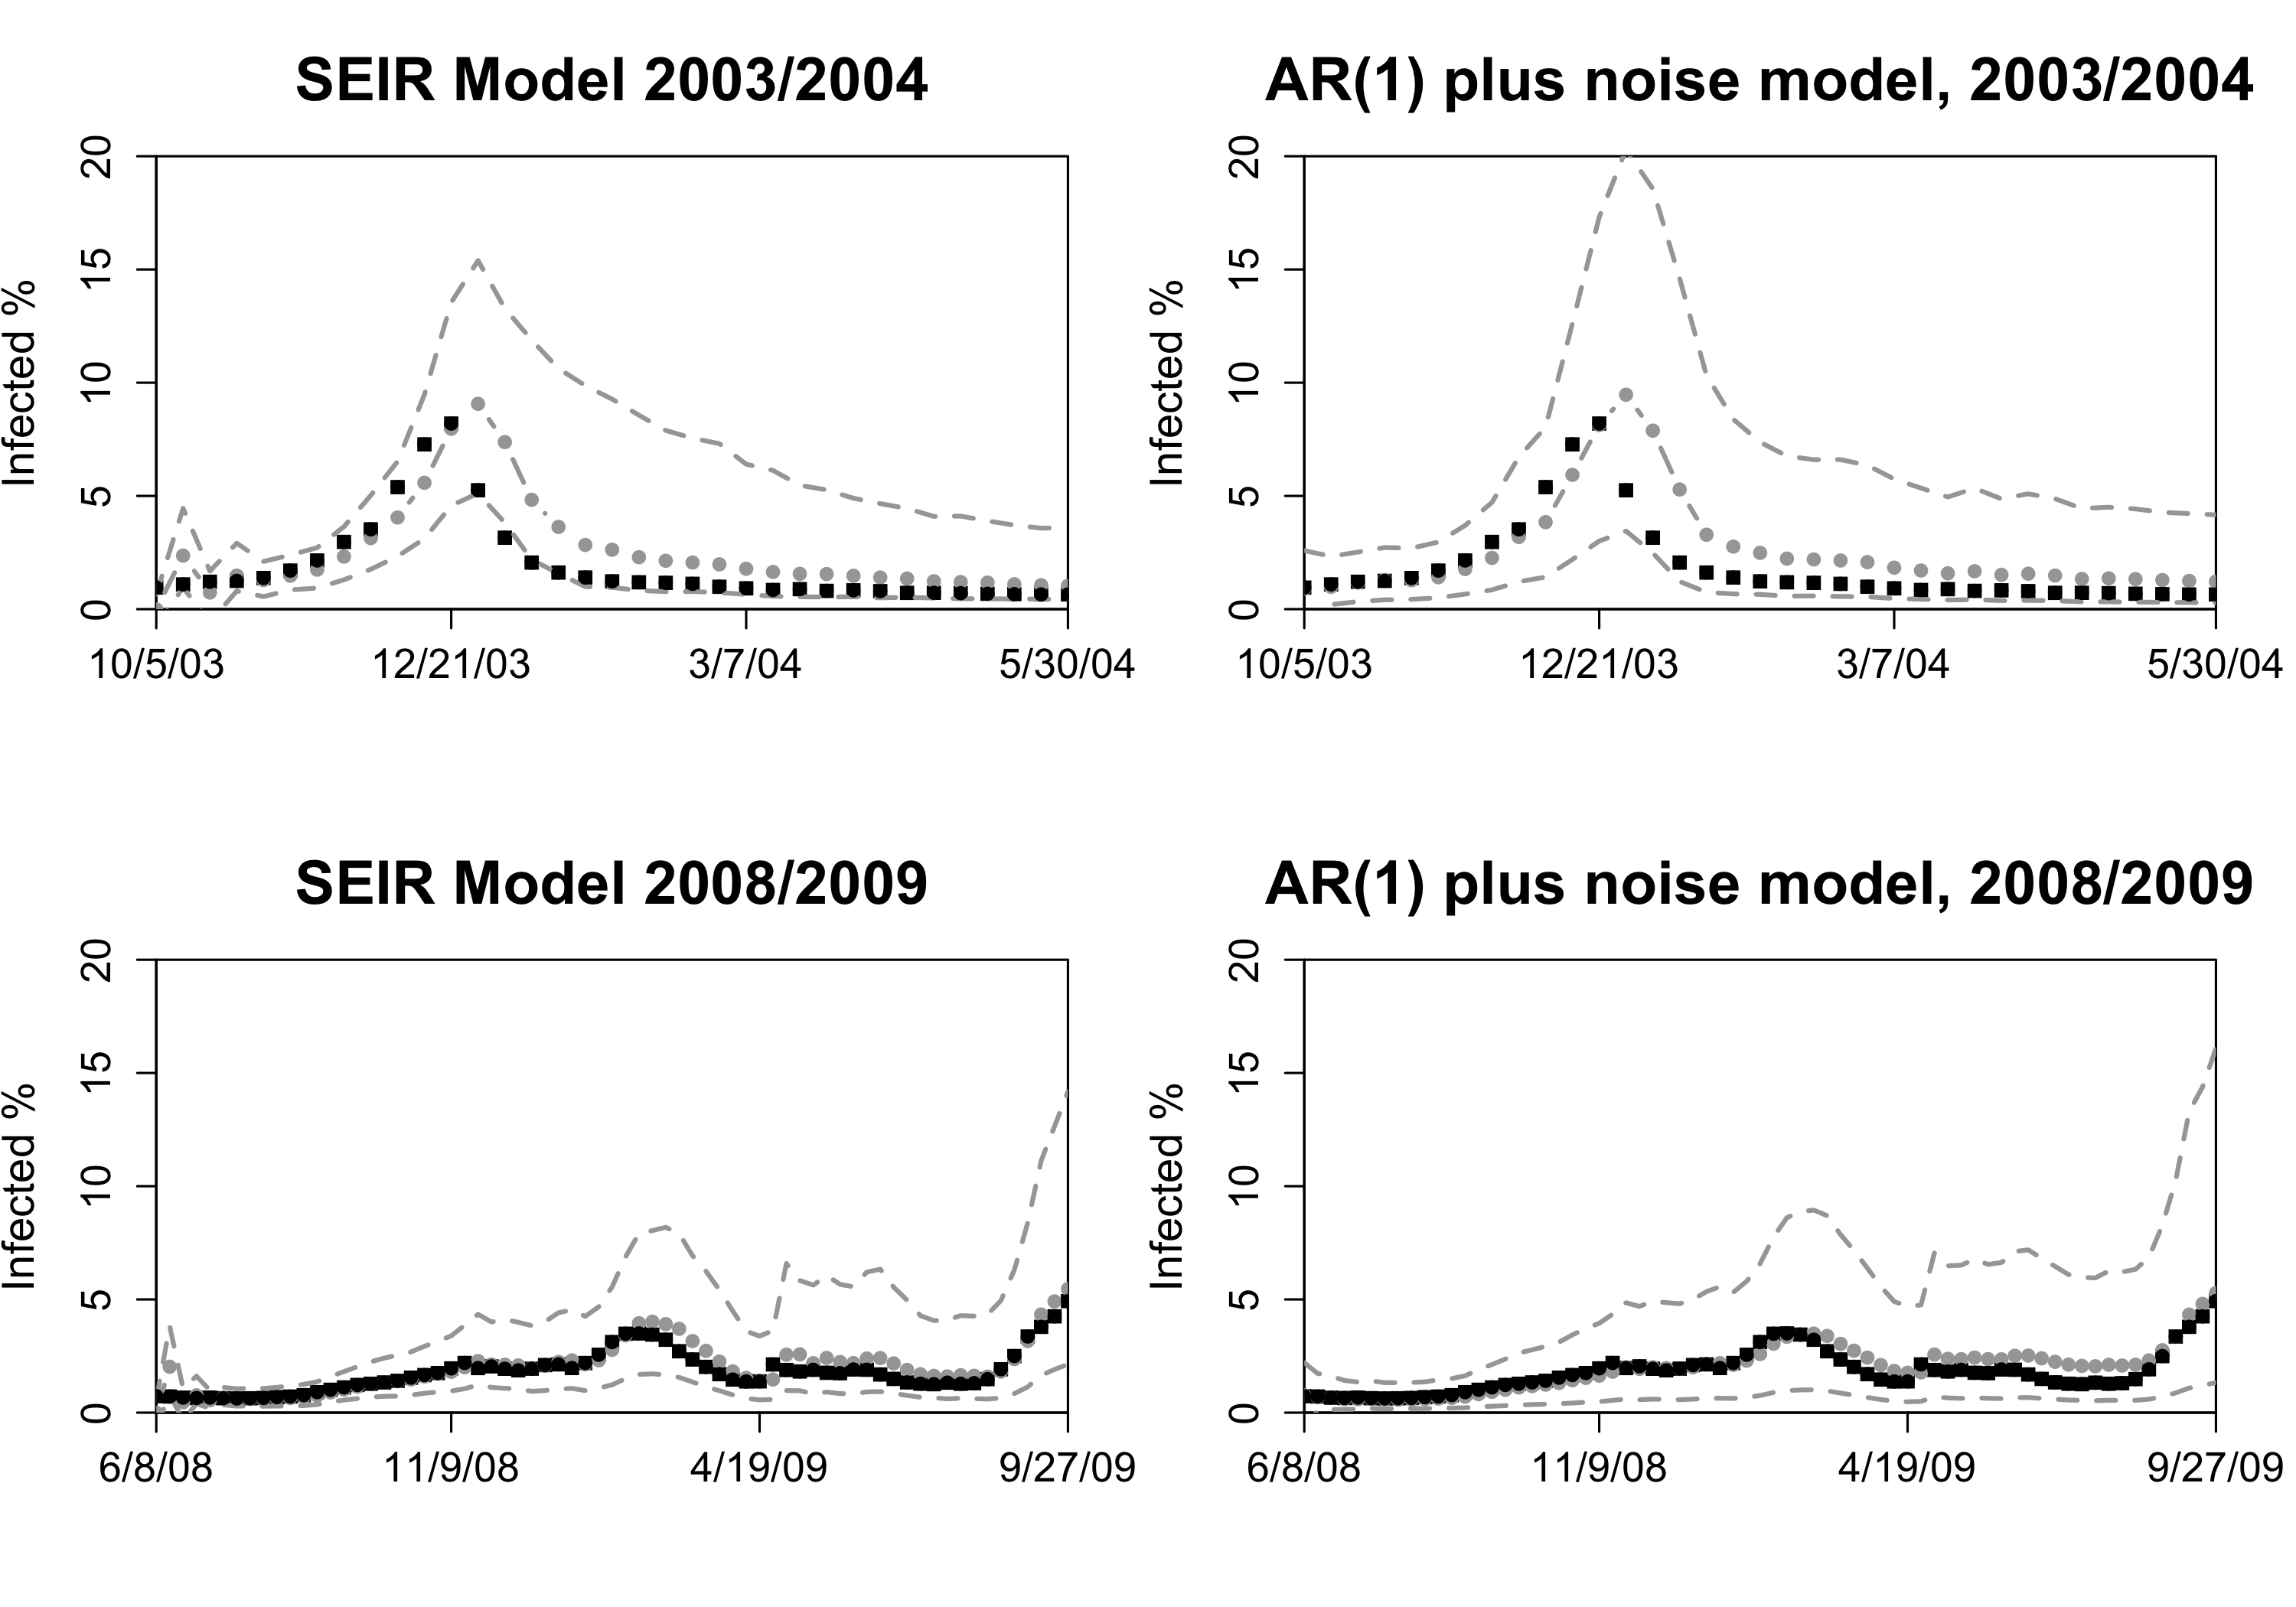 SEIR Model 2003/2004
Infected %
20
15
10
5
0
10/5/03 12/21/03 3/7/04 5/30/04
AR(1) plus noise model, 2003/2004
Infected %
20
15
10
5
0
10/5/03 12/21/03 3/7/04 5/30/04
SEIR Model 2008/2009
Infected %
20
15
10
5
0
6/8/08 11/9/08 4/19/09 9/27/09
AR(1) plus noise model, 2008/2009
Infected %
20
15
10
5
0
6/8/08 11/9/08 4/19/09 9/27/09